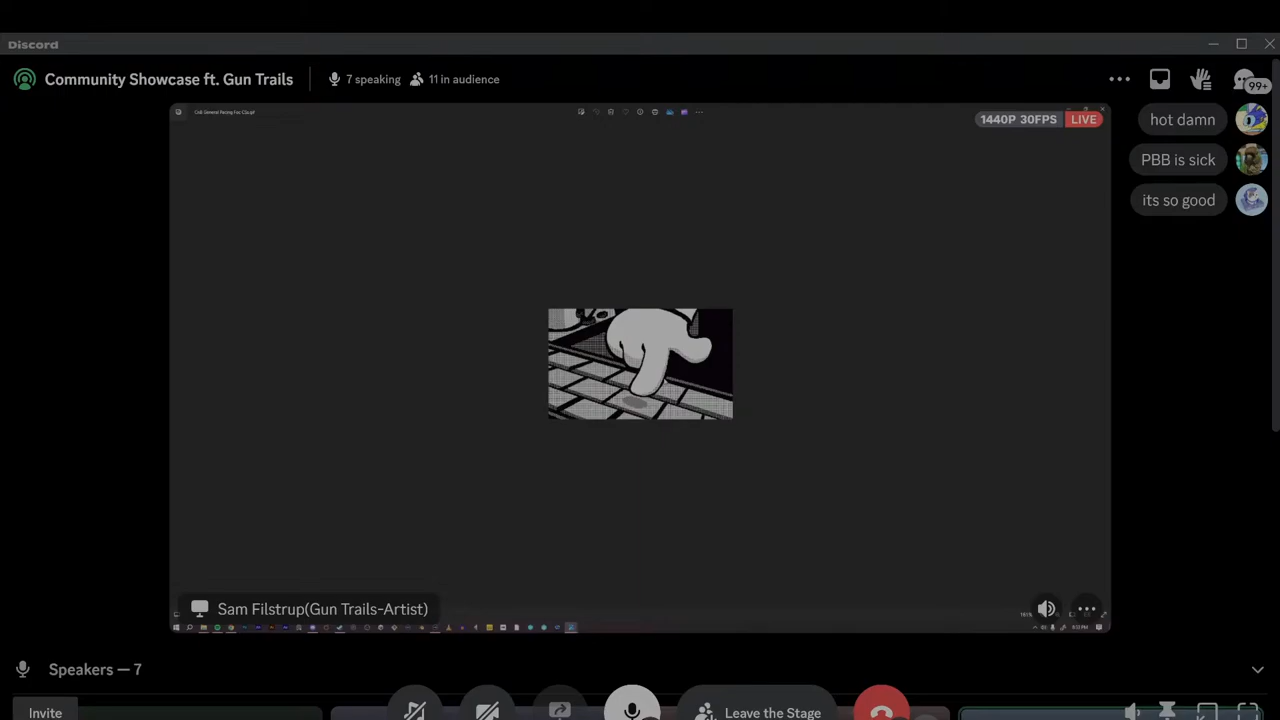 Discord
Community Showcase ft. Gun Trails
7 speaking
11 in audience
99+
1440P 30FPS
LIVE
hot damn
PBB is sick
its so good
Sam Filstrup(Gun Trails-Artist)
Speakers — 7
Invite
Leave the Stage